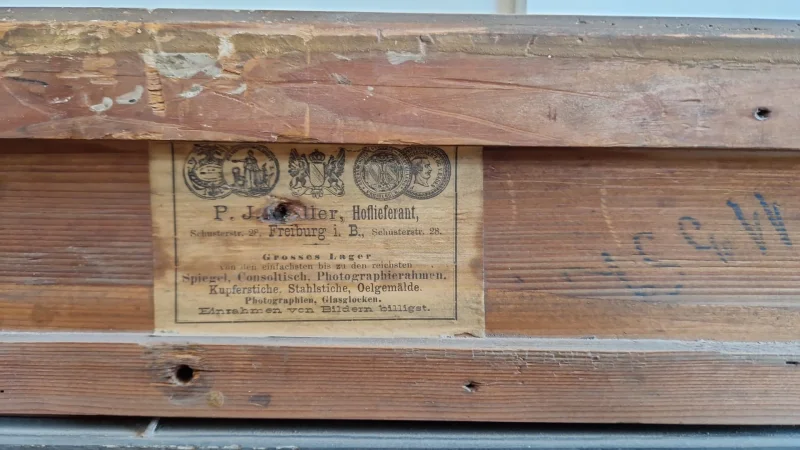 P. J. Hoflieferant,
Schusterstr. 28, Freiburg i. B., Schusterstr. 28.
Grosses Lager
von den einfachsten bis zu den reichsten
Spiegel, Consoltisch, Photographierahmen,
Kupferstiche, Stahlstiche, Oelgemälde.
Photographien, Glasglocken.
Einrahmen von Bildern billigst.